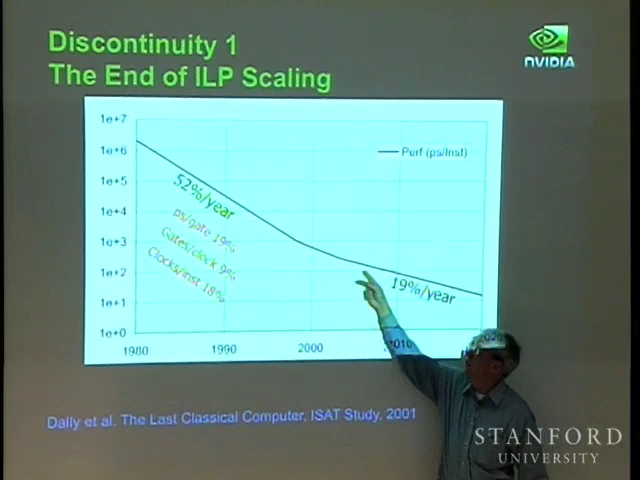 Discontinuity 1
The End of ILP Scaling
NVIDIA
1e+7
1e+6
1e+5
1e+4
1e+3
1e+2
1e+1
1e+0
Perf (ps/Inst)
52%/year
ps/gate 19%
Gates/clock 9%
Clocks/inst 18%
19%/year
1980
1990
2000
2010
2020
Dally et al. The Last Classical Computer, ISAT Study, 2001
STANFORD
UNIVERSITY